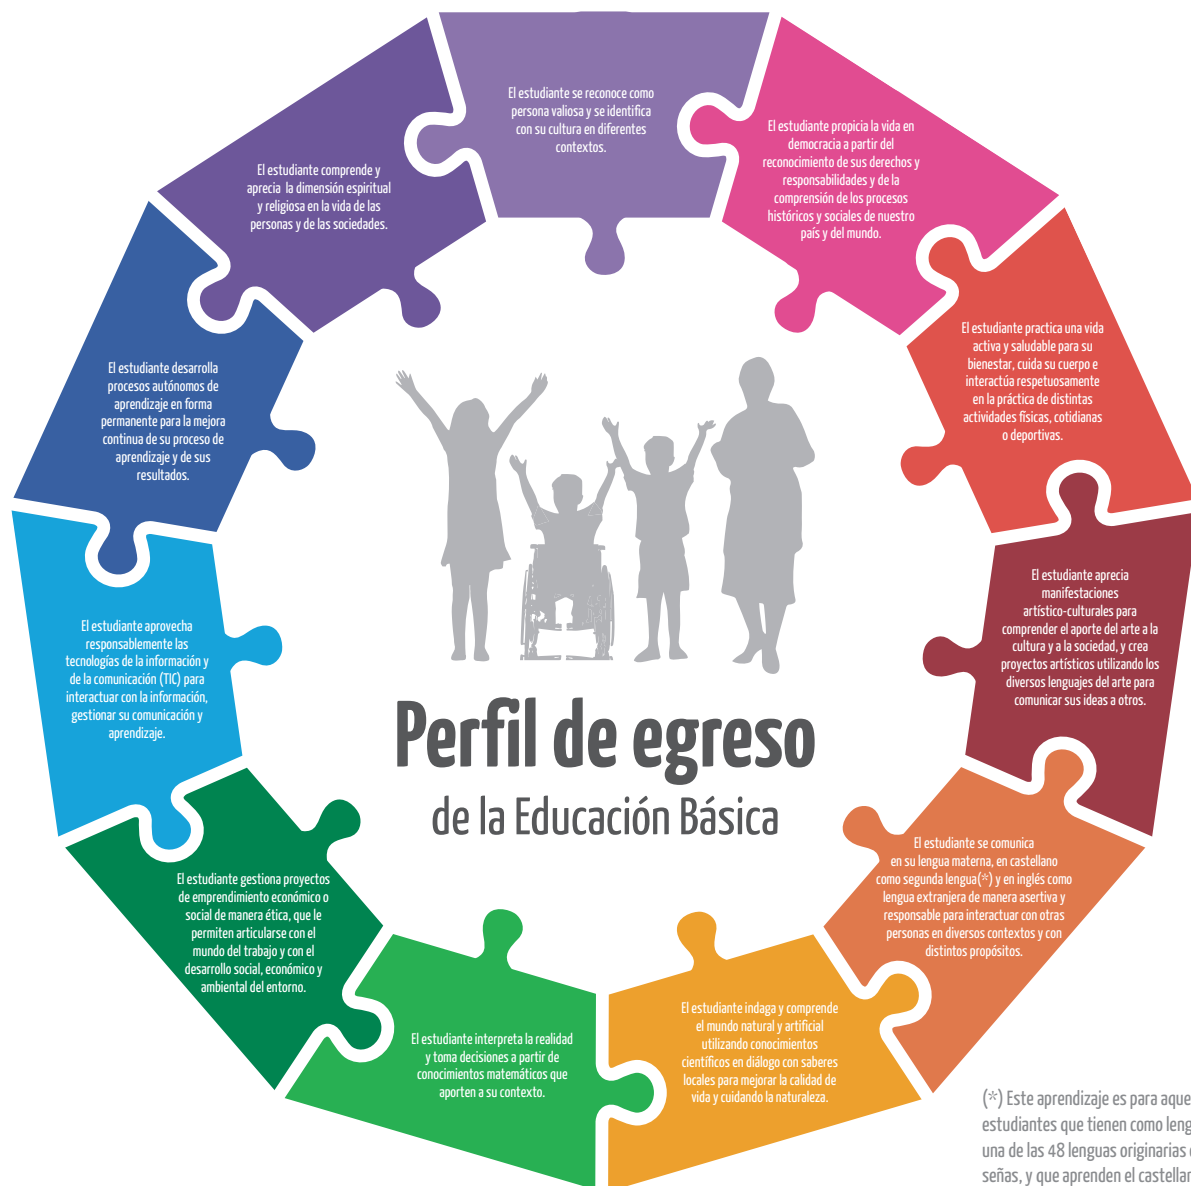 El estudiante se reconoce como
persona valiosa y se identifica
con su cultura en diferentes
contextos.
El estudiante propicia la vida en
democracia a partir del
reconocimiento de sus derechos y
responsabilidades y de la
comprensión de los procesos
históricos y sociales de nuestro
país y del mundo.
El estudiante practica una vida
activa y saludable para su
bienestar, cuida su cuerpo e
interactúa respetuosamente
en la práctica de distintas
actividades físicas, cotidianas
o deportivas.
El estudiante aprecia
manifestaciones
artístico-culturales para
comprender el aporte del arte a la
cultura y a la sociedad, y crea
proyectos artísticos utilizando los
diversos lenguajes del arte para
comunicar sus ideas a otros.
El estudiante se comunica
en su lengua materna, en castellano
como segunda lengua(*) y en inglés como
lengua extranjera de manera asertiva y
responsable para interactuar con otras
personas en diversos contextos y con
distintos propósitos.
El estudiante indaga y comprende
el mundo natural y artificial
utilizando conocimientos
científicos en diálogo con saberes
locales para mejorar la calidad de
vida y cuidando la naturaleza.
El estudiante interpreta la realidad
y toma decisiones a partir de
conocimientos matemáticos que
aporten a su contexto.
El estudiante gestiona proyectos
de emprendimiento económico o
social de manera ética, que le
permiten articularse con el
mundo del trabajo y con el
desarrollo social, económico y
ambiental del entorno.
El estudiante aprovecha
responsablemente las
tecnologías de la información y
de la comunicación (TIC) para
interactuar con la información,
gestionar su comunicación y
aprendizaje.
El estudiante desarrolla
procesos autónomos de
aprendizaje en forma
permanente para la mejora
continua de su proceso de
aprendizaje y de sus
resultados.
El estudiante comprende y
aprecia la dimensión espiritual
y religiosa en la vida de las
personas y de las sociedades.
Perfil de egreso
de la Educación Básica
(*) Este aprendizaje es para
estudiantes que tienen como
una de las 48 lenguas originarias
señas, y que aprenden el